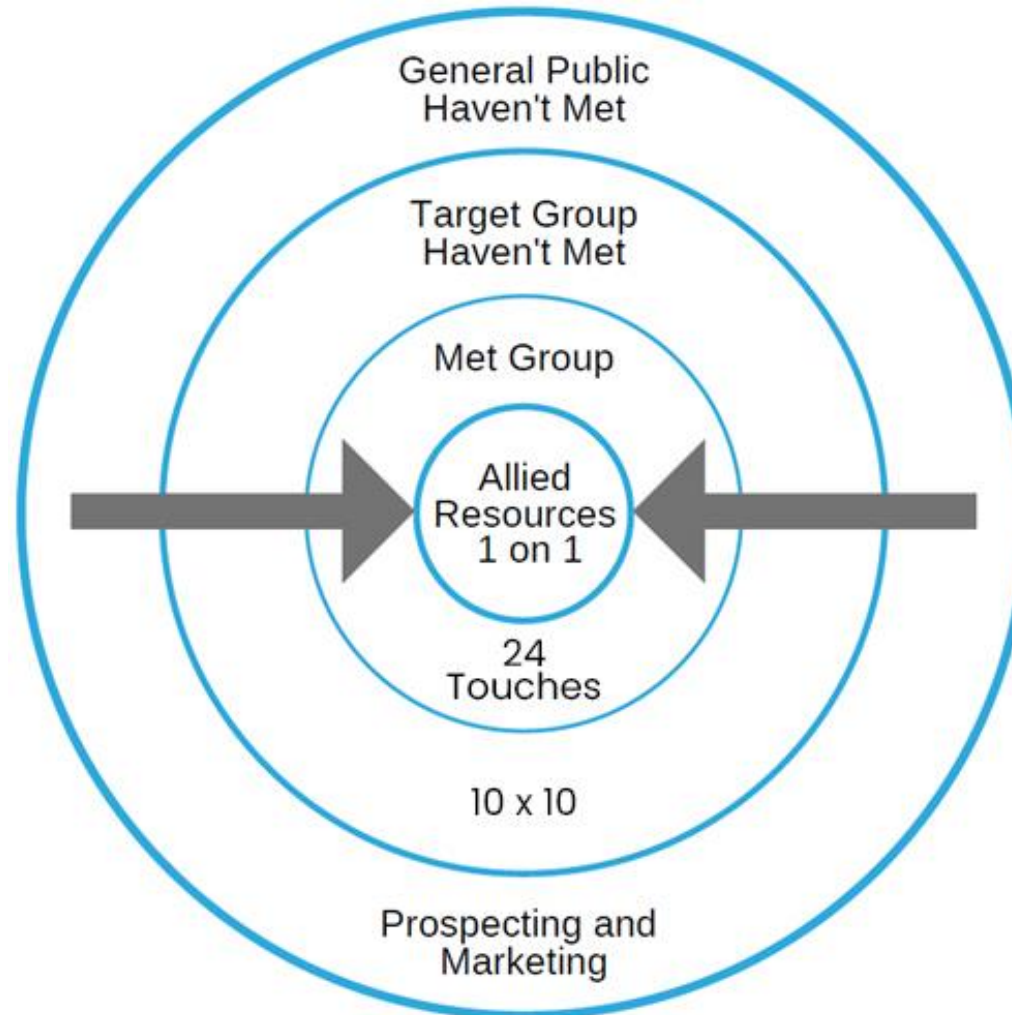 General Public
Haven't Met
Target Group
Haven't Met
Met Group
Allied
Resources
1 on 1
24
Touches
10 x 10
Prospecting and
Marketing